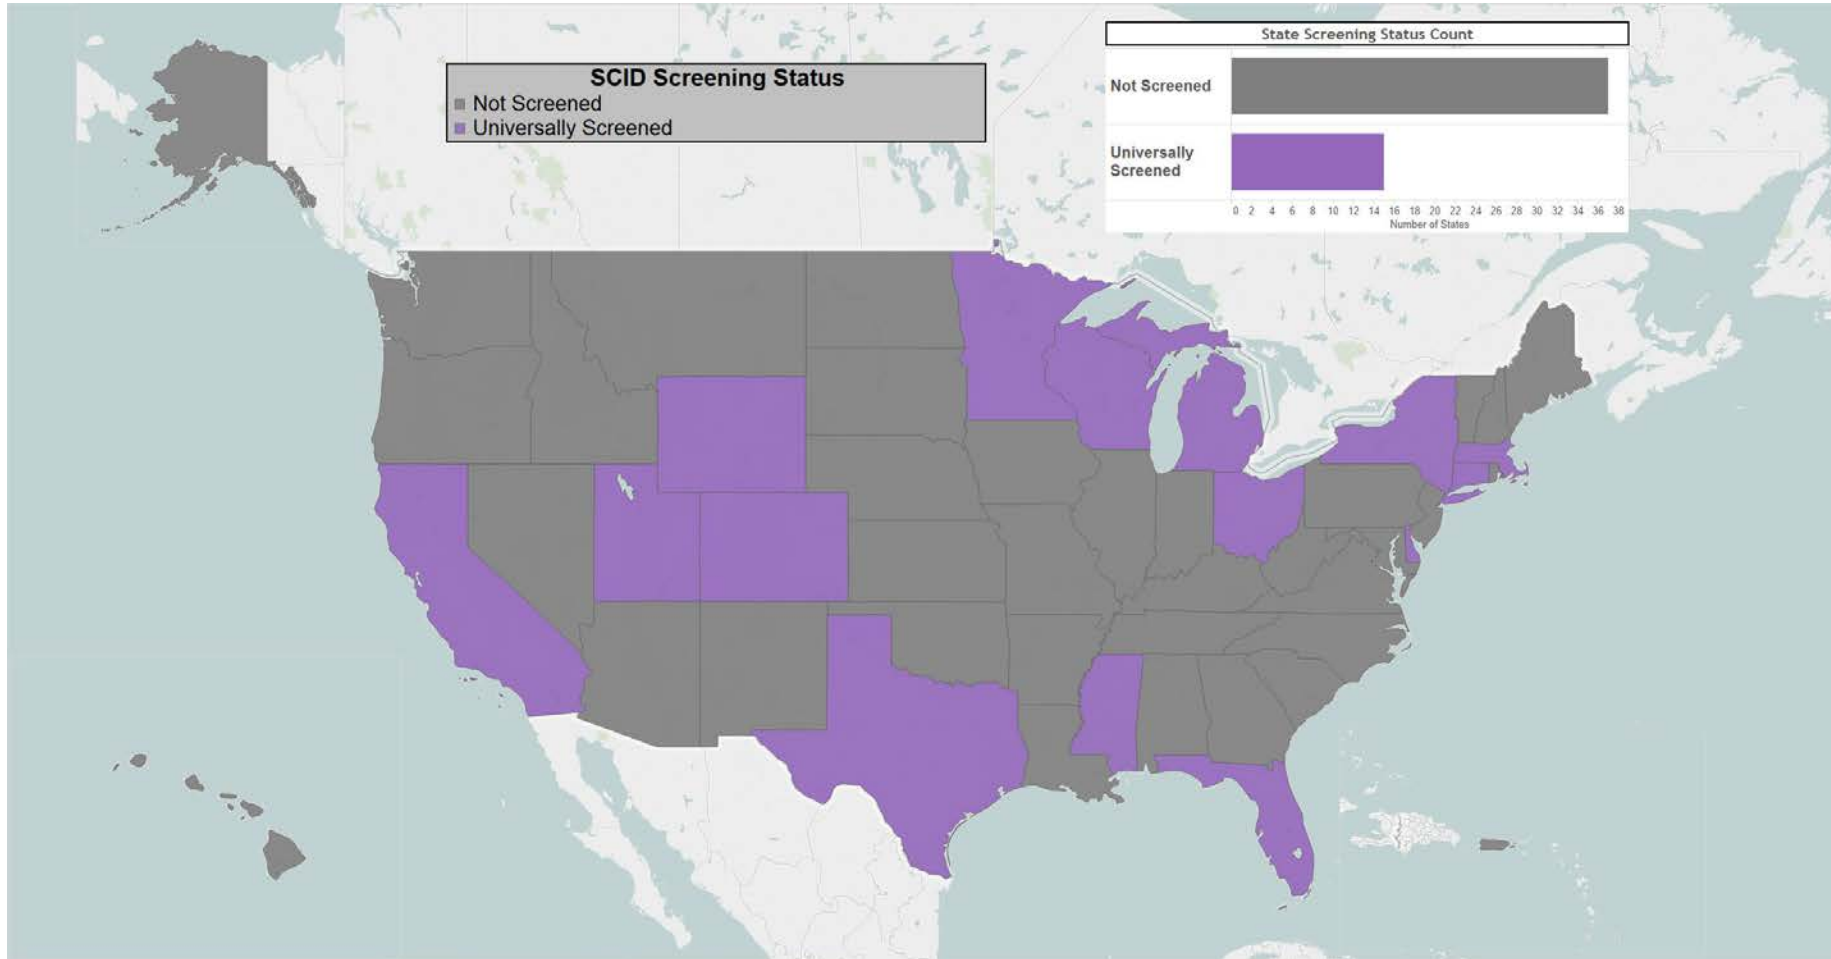 SCID Screening Status
Not Screened
Universally Screened
State Screening Status Count
Not Screened
Universally
Screened
0 2 4 6 8 10 12 14 16 18 20 22 24 26 28 30 32 34 36 38
Number of States